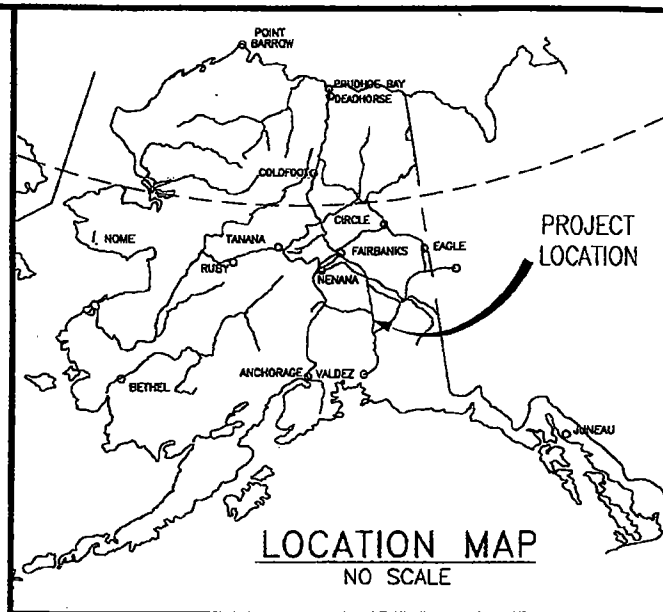 POINT
BARROW
PRUDHOE BAY
DEADHORSE
COLDFOOT
CIRCLE
NOME
TANANA
FAIRBANKS
EAGLE
RUBY
NENANA
PROJECT
LOCATION
ANCHORAGE
VALDEZ
BETHEL
JUNEAU
LOCATION MAP
NO SCALE